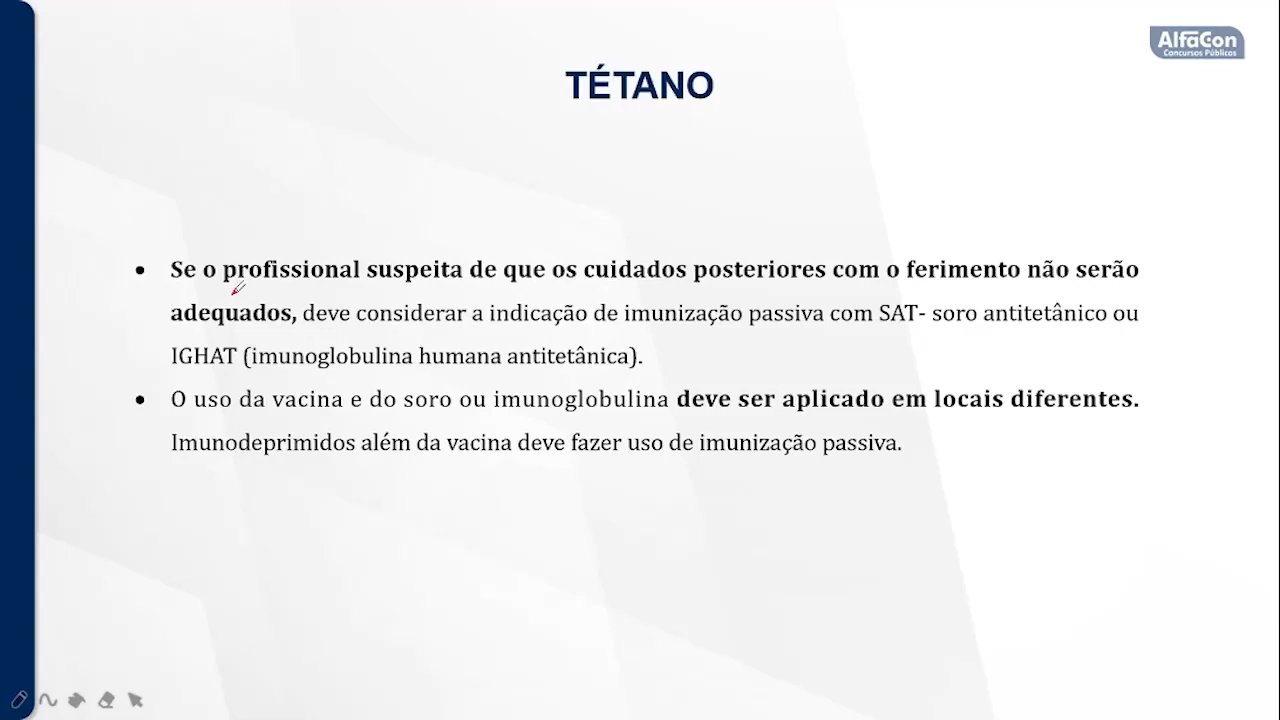 AlfaCon
Concursos Públicos
TÉTANO
• Se o profissional suspeita de que os cuidados posteriores com o ferimento não serão
adequados, deve considerar a indicação de imunização passiva com SAT- soro antitetânico ou
IGHAT (imunoglobulina humana antitetânica).
• O uso da vacina e do soro ou imunoglobulina deve ser aplicado em locais diferentes.
Imunodeprimidos além da vacina deve fazer uso de imunização passiva.